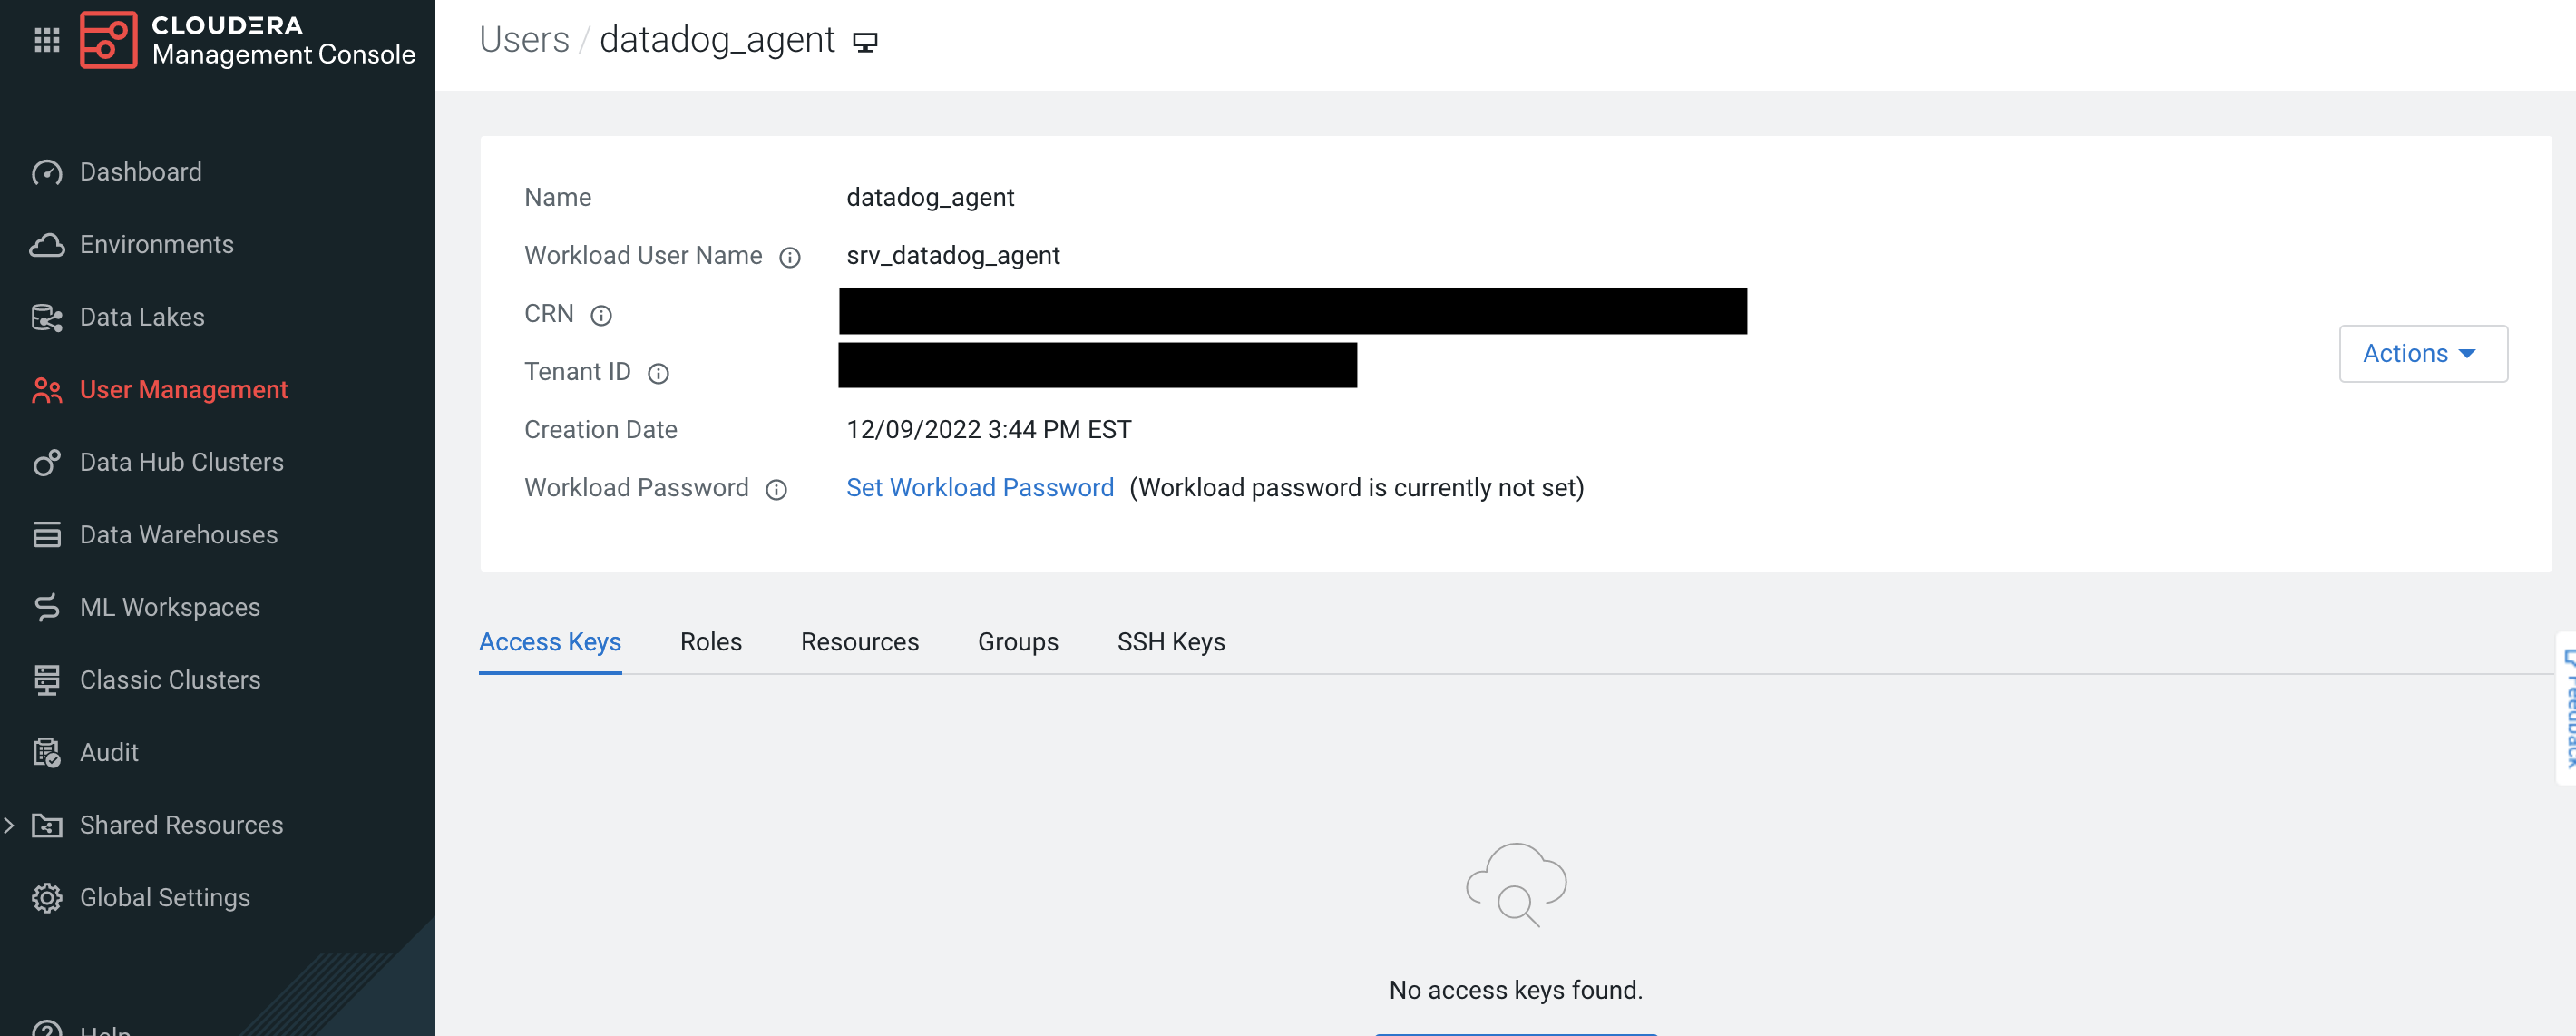 CLOUDERA
Management Console
Users / datadog_agent
Dashboard
Environments
Data Lakes
User Management
Data Hub Clusters
Data Warehouses
ML Workspaces
Classic Clusters
Audit
Shared Resources
Global Settings
Help
Name datadog_agent
Workload User Name srv_datadog_agent
CRN
Tenant ID
Creation Date 12/09/2022 3:44 PM EST
Workload Password Set Workload Password (Workload password is currently not set)
Actions
Access Keys Roles Resources Groups SSH Keys
No access keys found.
Feedback